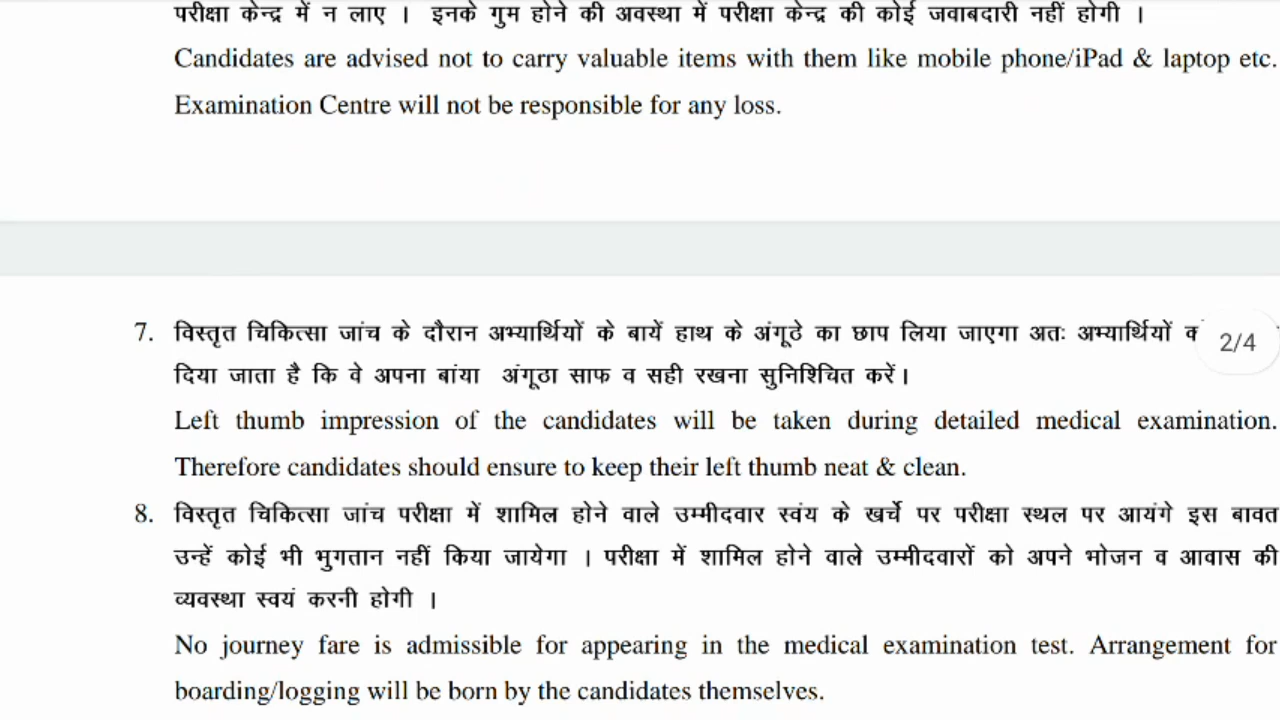 परीक्षा केन्द्र में न लाए । इनके गुम होने की अवस्था में परीक्षा केन्द्र की कोई जवाबदारी नहीं होगी ।
Candidates are advised not to carry valuable items with them like mobile phone/iPad & laptop etc.
Examination Centre will not be responsible for any loss.
7. विस्तृत चिकित्सा जांच के दौरान अभ्यार्थियों के बायें हाथ के अंगूठे का छाप लिया जाएगा अतः अभ्यार्थियों
2/4
दिया जाता है कि वे अपना बांया अंगूठा साफ व सही रखना सुनिश्चित करें।
Left thumb impression of the candidates will be taken during detailed medical examination.
Therefore candidates should ensure to keep their left thumb neat & clean.
8. विस्तृत चिकित्सा जांच परीक्षा में शामिल होने वाले उम्मीदवार स्वंय के खर्चे पर परीक्षा स्थल पर आयंगे इस बावत
उन्हें कोई भी भुगतान नहीं किया जायेगा । परीक्षा में शामिल होने वाले उम्मीदवारों को अपने भोजन व आवास की
व्यवस्था स्वयं करनी होगी ।
No journey fare is admissible for appearing in the medical examination test. Arrangement for
boarding/logging will be born by the candidates themselves.